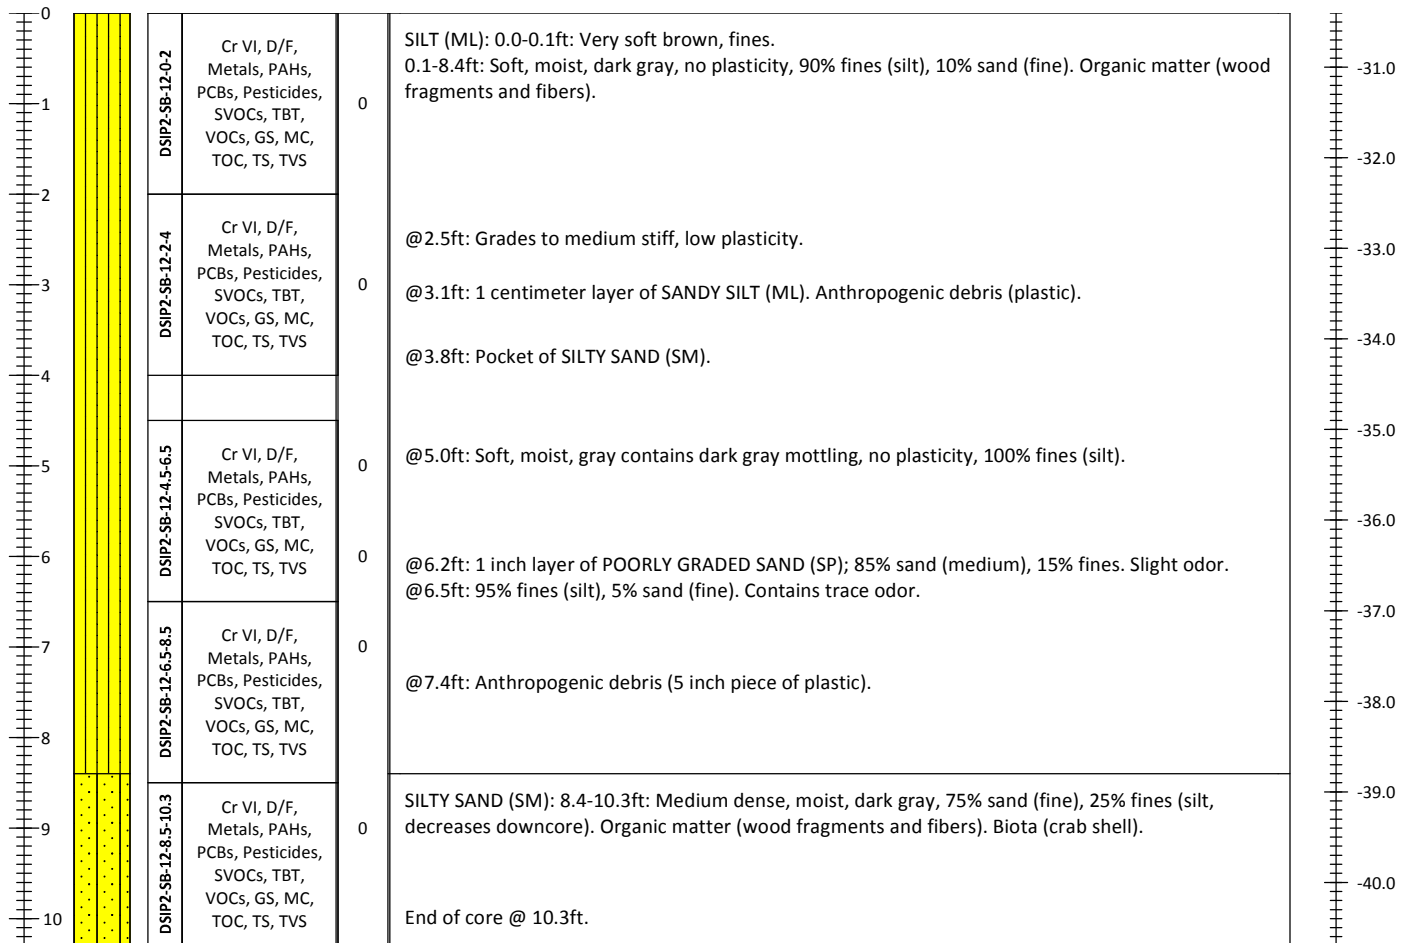 0
1
2
3
4
5
6
7
8
9
10
DSIP2-SB-12-0-2
Cr VI, D/F,
Metals, PAHs,
PCBs, Pesticides,
SVOCs, TBT,
VOCs, GS, MC,
TOC, TS, TVS
0
DSIP2-SB-12-2-4
Cr VI, D/F,
Metals, PAHs,
PCBs, Pesticides,
SVOCs, TBT,
VOCs, GS, MC,
TOC, TS, TVS
0
DSIP2-SB-12-4.5-6.5
Cr VI, D/F,
Metals, PAHs,
PCBs, Pesticides,
SVOCs, TBT,
VOCs, GS, MC,
TOC, TS, TVS
0
0
DSIP2-SB-12-6.5-8.5
Cr VI, D/F,
Metals, PAHs,
PCBs, Pesticides,
SVOCs, TBT,
VOCs, GS, MC,
TOC, TS, TVS
0
DSIP2-SB-12-8.5-10.3
Cr VI, D/F,
Metals, PAHs,
PCBs, Pesticides,
SVOCs, TBT,
VOCs, GS, MC,
TOC, TS, TVS
0
SILT (ML): 0.0-0.1ft: Very soft brown, fines.
0.1-8.4ft: Soft, moist, dark gray, no plasticity, 90% fines (silt), 10% sand (fine). Organic matter (wood
fragments and fibers).
@2.5ft: Grades to medium stiff, low plasticity.
@3.1ft: 1 centimeter layer of SANDY SILT (ML). Anthropogenic debris (plastic).
@3.8ft: Pocket of SILTY SAND (SM).
@5.0ft: Soft, moist, gray contains dark gray mottling, no plasticity, 100% fines (silt).
@6.2ft: 1 inch layer of POORLY GRADED SAND (SP); 85% sand (medium), 15% fines. Slight odor.
@6.5ft: 95% fines (silt), 5% sand (fine). Contains trace odor.
@7.4ft: Anthropogenic debris (5 inch piece of plastic).
SILTY SAND (SM): 8.4-10.3ft: Medium dense, moist, dark gray, 75% sand (fine), 25% fines (silt,
decreases downcore). Organic matter (wood fragments and fibers). Biota (crab shell).
End of core @ 10.3ft.
-31.0
-32.0
-33.0
-34.0
-35.0
-36.0
-37.0
-38.0
-39.0
-40.0